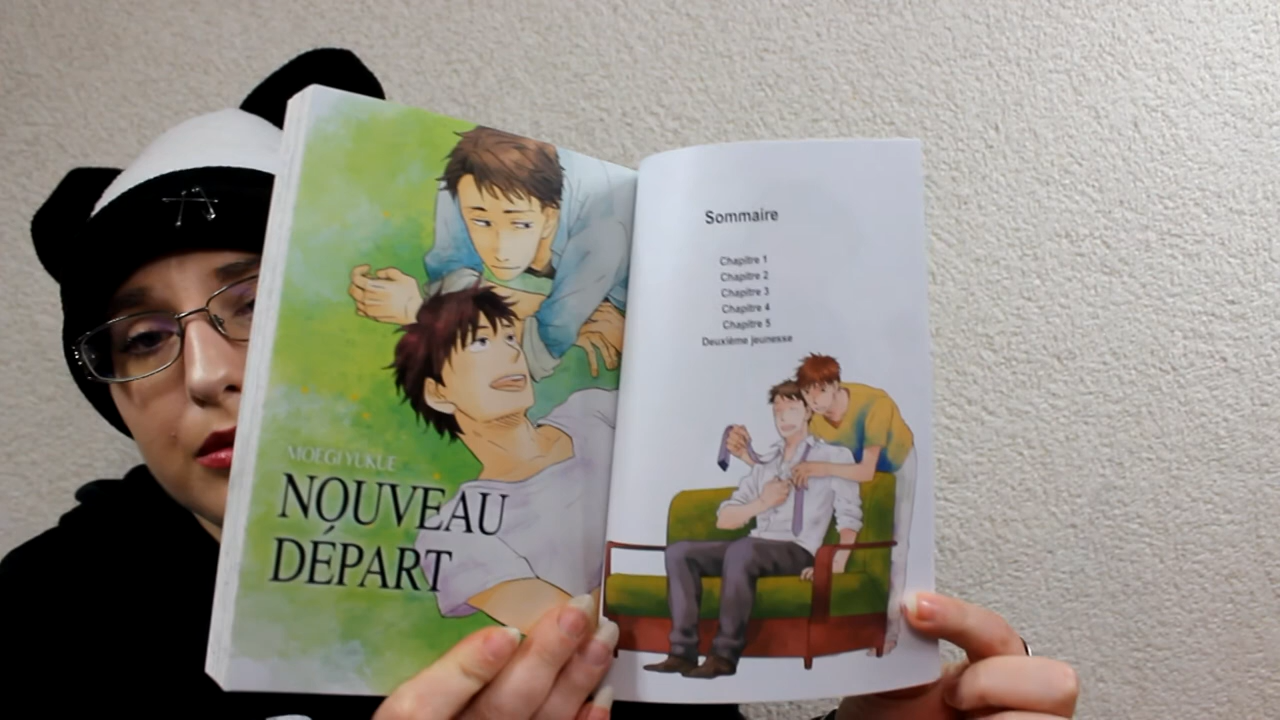 MOEGI YUKUE
NOUVEAU
DÉPART
Sommaire
Chapitre 1
Chapitre 2
Chapitre 3
Chapitre 4
Chapitre 5
Deuxième jeunesse